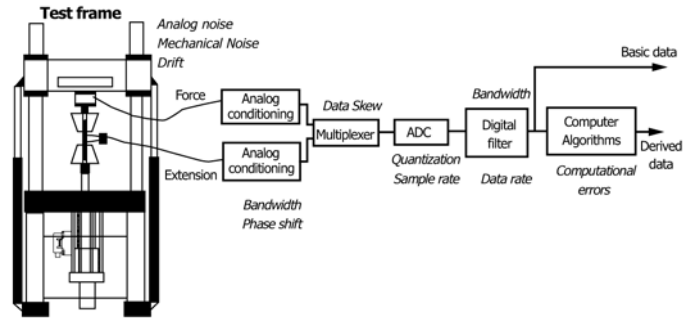 Test frame
Analog noise
Mechanical Noise
Drift
Force
Extension
Analog
conditioning
Analog
conditioning
Bandwidth
Phase shift
Data Skew
Multiplexer
ADC
Quantization
Sample rate
Bandwidth
Digital
filter
Data rate
Basic data
Computer
Algorithms
Computational
errors
Derived
data